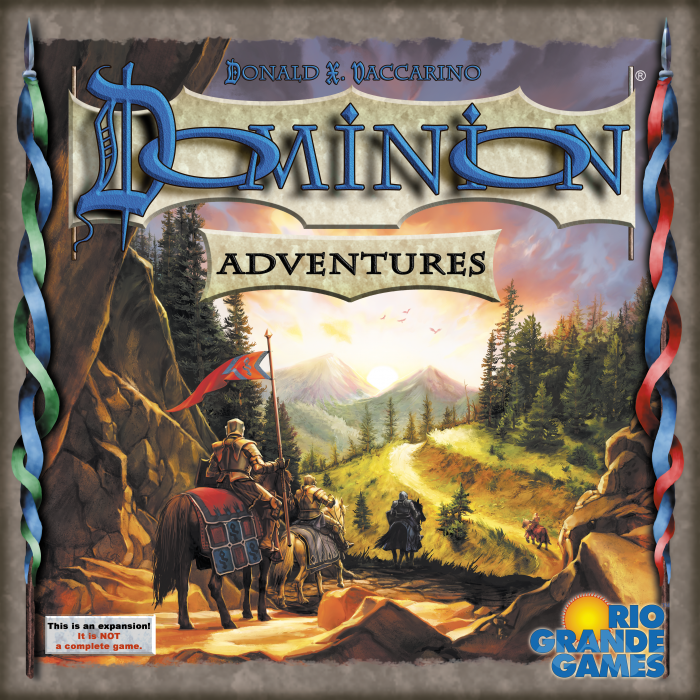 DONALD X. VACCARINO
DOMINION
®
ADVENTURES
This is an expansion!
It is NOT
a complete game.
RIO
GRANDE
GAMES